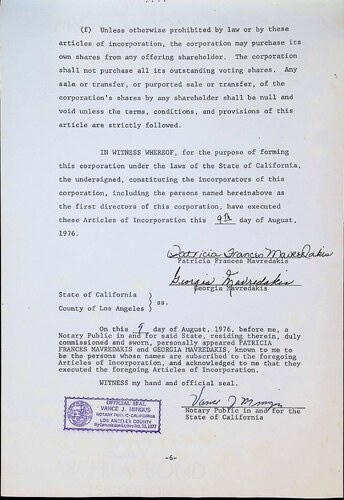 (f) Unless otherwise prohibited by law or by these
articles of incorporation, the corporation may purchase its
own shares from any offering shareholder. The corporation
shall not purchase all its outstanding voting shares. Any
sale or transfer, or purported sale or transfer, of the
corporation's shares by any shareholder shall be null and
void unless the terms, conditions, and provisions of this
article are strictly followed.
IN WITNESS WHEREOF, for the purpose of forming
this corporation under the laws of the State of California,
the undersigned, constituting the incorporators of this
corporation, including the persons named hereinabove as
the first directors of this corporation, have executed
these Articles of Incorporation this 9th day of August,
1976.
Patricia Frances Mavredakis
Patricia Frances Mavredakis
Georgia Mavredakis
Georgia Mavredakis
State of California )
County of Los Angeles ) ss.
On this 9 day of August, 1976, before me, a
Notary Public in and for said State, residing therein, duly
commissioned and sworn, personally appeared PATRICIA
FRANCES MAVREDAKIS and GEORGIA MAVREDAKIS, known to me to
be the persons whose names are subscribed to the foregoing
Articles of Incorporation, and acknowledged to me that they
executed the foregoing Articles of Incorporation.
WITNESS my hand and official seal.
OFFICIAL SEAL
VANCE J. MINGUS
NOTARY PUBLIC - CALIFORNIA
LOS ANGELES COUNTY
My Commission Expires 1977
Vance J Mingus
Notary Public in and for the
State of California
-6-